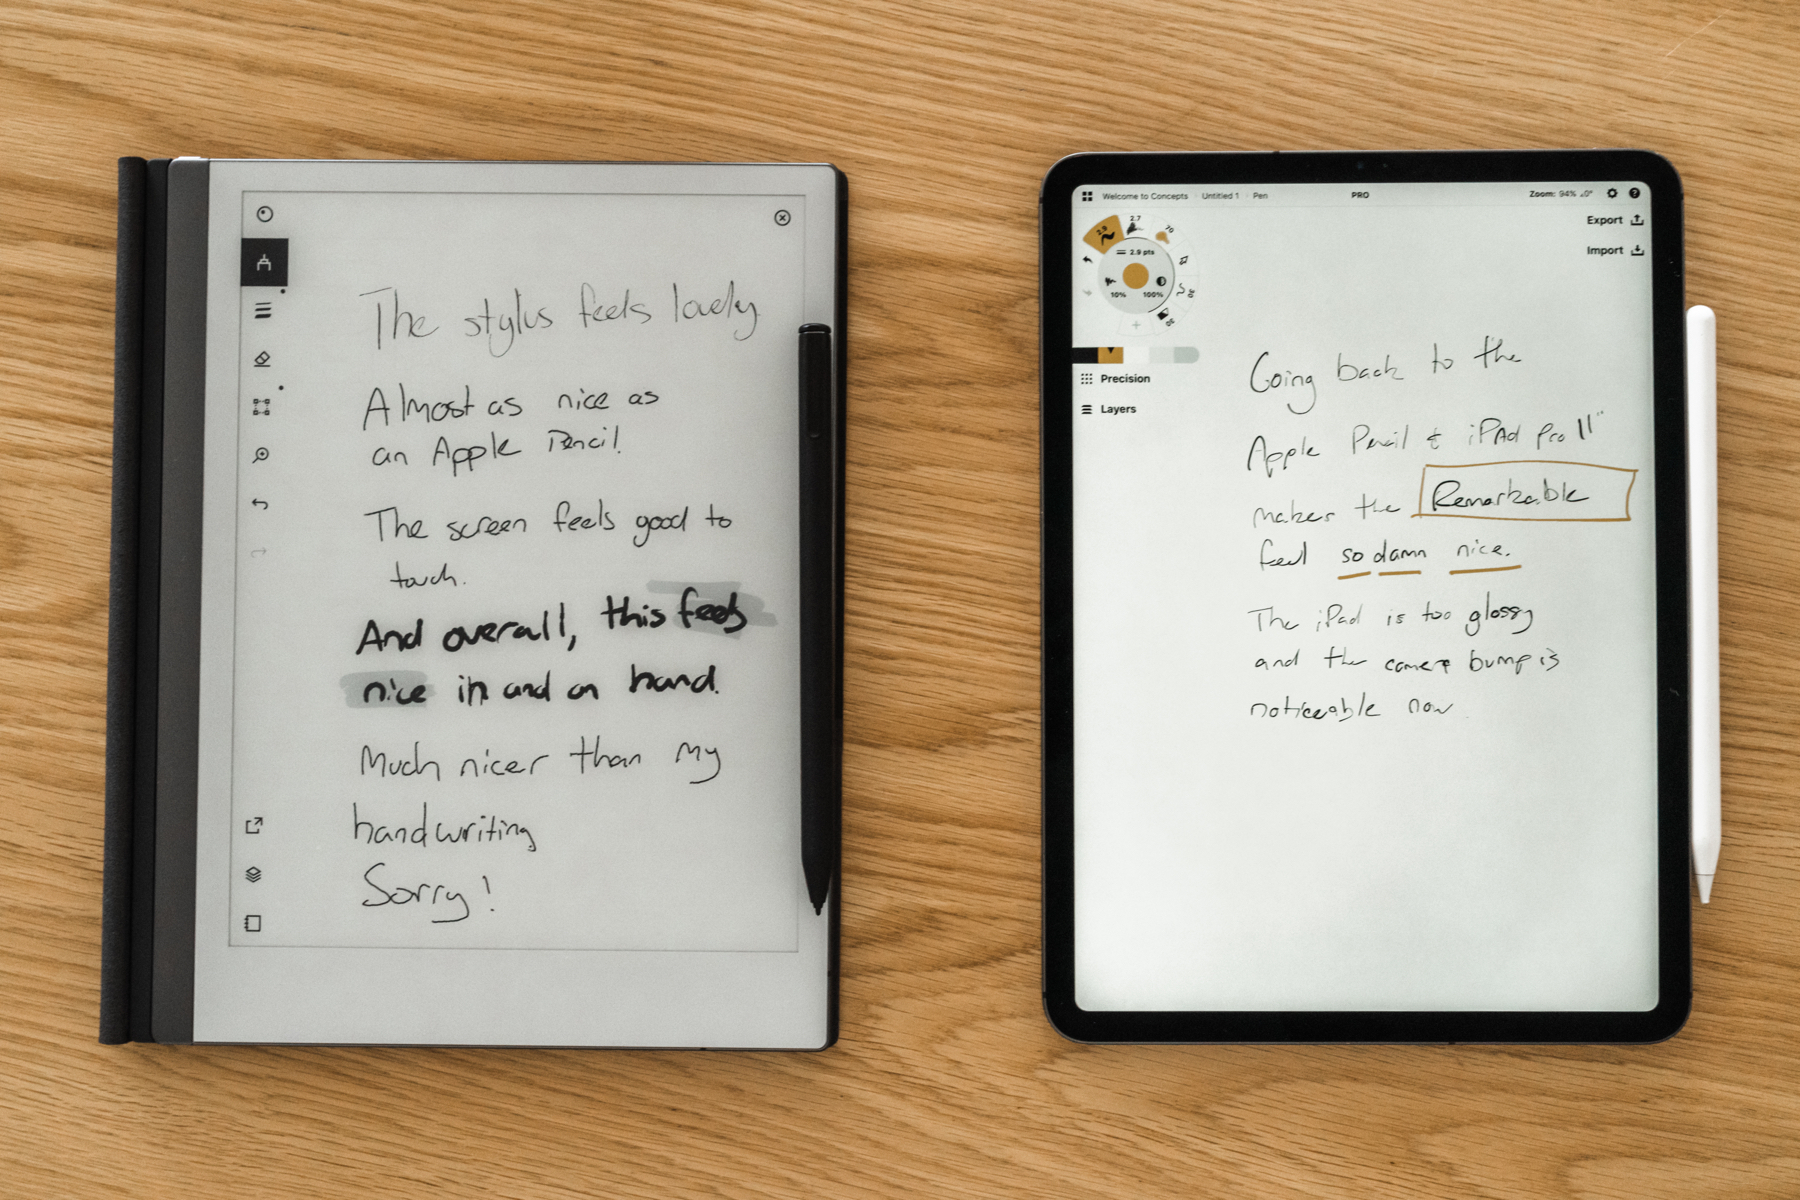 The stylus feels lovely
Almost as nice as
an Apple Pencil.
The screen feels good to
touch.
And overall, this feels
nice in and on hand.
Much nicer than my
handwriting
Sorry!
Welcome to Concepts Untitled 1 Pen PRO Zoom: 94% 0°
Export
Import
2.9 2.7 70
2.9 pts
10% 100%
Precision
Layers
Going back to the
Apple Pencil & iPAd Pro 11"
makes the Remarkable
feel so damn nice.
The iPad is too glossy
and the camera bump is
noticeable now